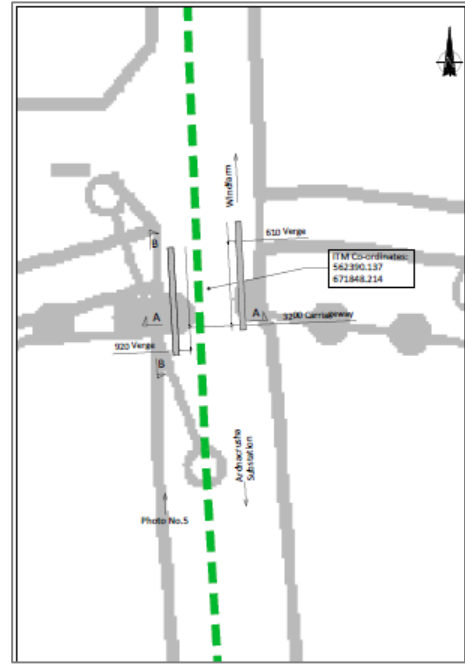 N
Windfarm
610 Verge
B
ITM Co-ordinates:
562390.137
671848.214
A
A
3200 Carriageway
920 Verge
B
Ardnacrusha
Substation
Photo No.5